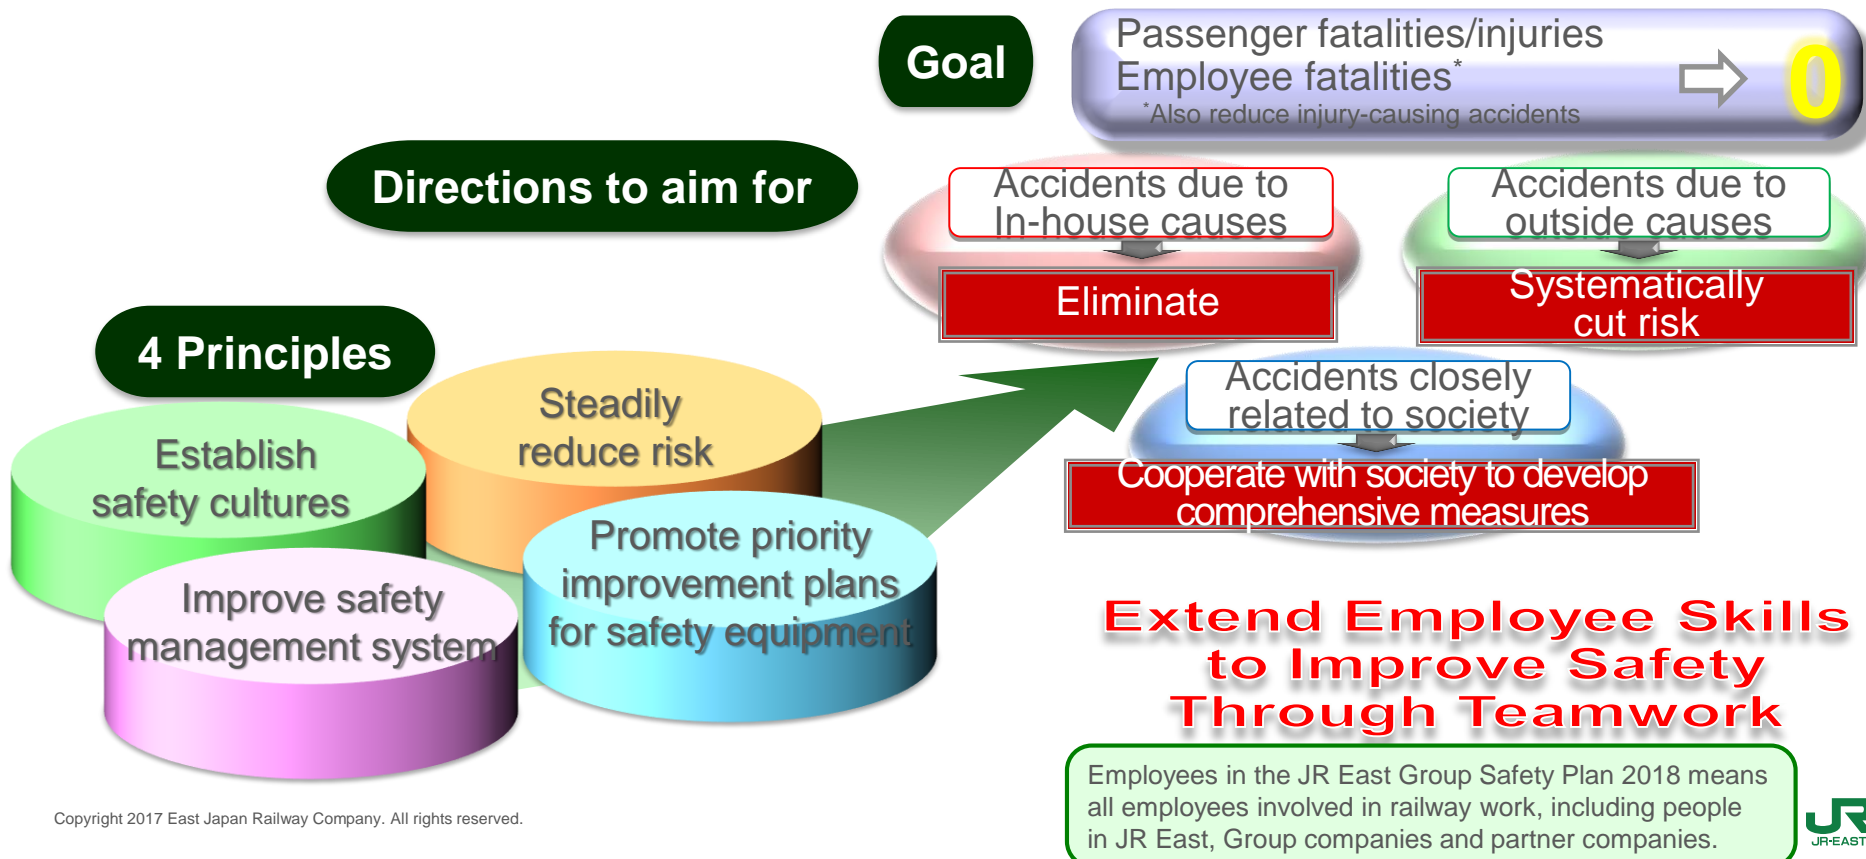 Goal
Passenger fatalities/injuries
Employee fatalities*
*Also reduce injury-causing accidents
0
Directions to aim for
Accidents due to
In-house causes
Eliminate
Accidents due to
outside causes
Systematically
cut risk
Accidents closely
related to society
Cooperate with society to develop
comprehensive measures
4 Principles
Steadily
reduce risk
Establish
safety cultures
Promote priority
improvement plans
for safety equipment
Improve safety
management system
Extend Employee Skills
to Improve Safety
Through Teamwork
Employees in the JR East Group Safety Plan 2018 means
all employees involved in railway work, including people
in JR East, Group companies and partner companies.
Copyright 2017 East Japan Railway Company. All rights reserved.
JR
JR-EAST